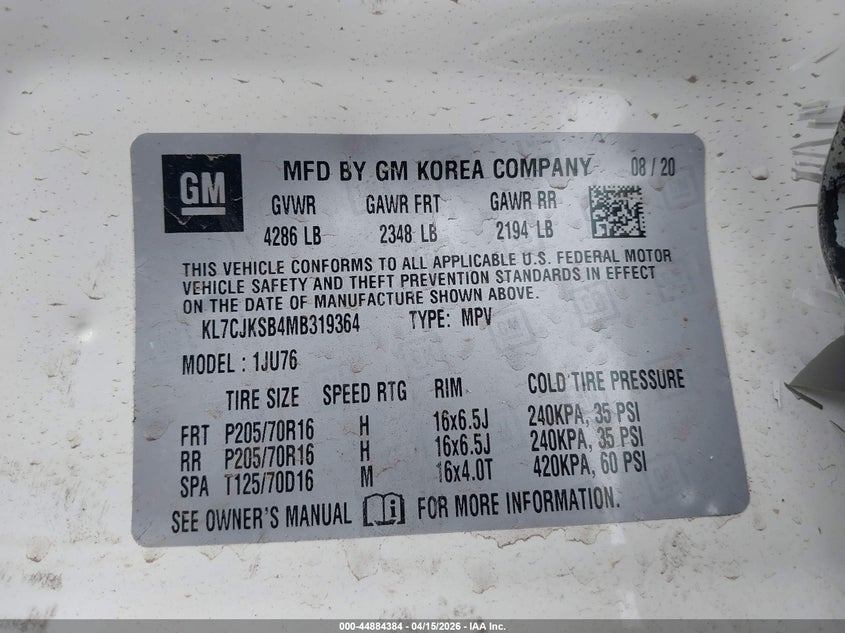 GM
MFD BY GM KOREA COMPANY 08 / 20
GVWR GAWR FRT GAWR RR
4286 LB 2348 LB 2194 LB
THIS VEHICLE CONFORMS TO ALL APPLICABLE U.S. FEDERAL MOTOR
VEHICLE SAFETY AND THEFT PREVENTION STANDARDS IN EFFECT
ON THE DATE OF MANUFACTURE SHOWN ABOVE.
KL7CJKSB4MB319364 TYPE: MPV
MODEL : 1JU76
TIRE SIZE SPEED RTG RIM COLD TIRE PRESSURE
FRT P205/70R16 H 16x6.5J 240KPA, 35 PSI
RR P205/70R16 H 16x6.5J 240KPA, 35 PSI
SPA T125/70D16 M 16x4.0T 420KPA, 60 PSI
SEE OWNER'S MANUAL i FOR MORE INFORMATION.
000-44884384 - 04/15/2026 - IAA Inc.